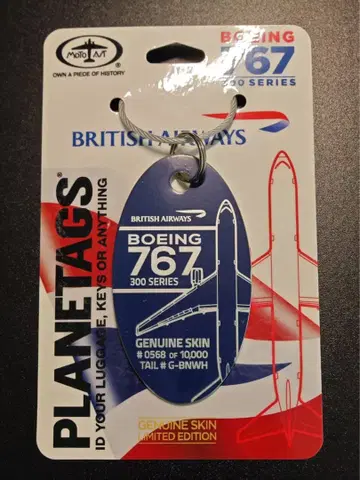 MotoArt
OWN A PIECE OF HISTORY
BOEING
767
300 SERIES
BRITISH AIRWAYS
PLANETAGS®
ID YOUR LUGGAGE, KEYS OR ANYTHING
BRITISH AIRWAYS
BOEING
767
300 SERIES
GENUINE SKIN
# 0568 OF 10,000
TAIL # G-BNWH
GENUINE SKIN
LIMITED EDITION